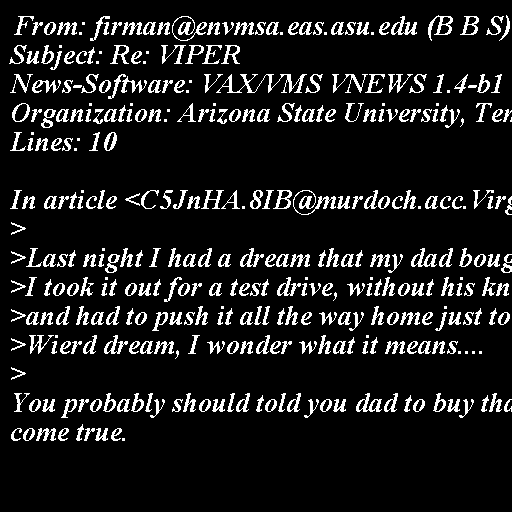 From: firman@envmsa.eas.asu.edu (B B S)
Subject: Re: VIPER
News-Software: VAX/VMS VNEWS 1.4-b1
Organization: Arizona State University, Tem
Lines: 10

In article <C5JnHA.8IB@murdoch.acc.Virg
>
>Last night I had a dream that my dad boug
>I took it out for a test drive, without his kn
>and had to push it all the way home just to
>Wierd dream, I wonder what it means....
>
You probably should told you dad to buy tha
come true.